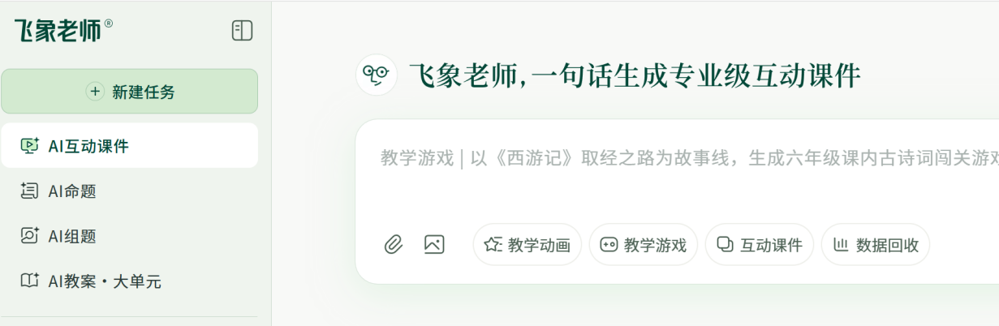 飞象老师®
新建任务
AI互动课件
AI命题
AI组题
AI教案·大单元
飞象老师,一句话生成专业级互动课件
教学游戏 | 以《西游记》取经之路为故事线，生成六年级课内古诗词闯关游戏
教学动画
教学游戏
互动课件
数据回收